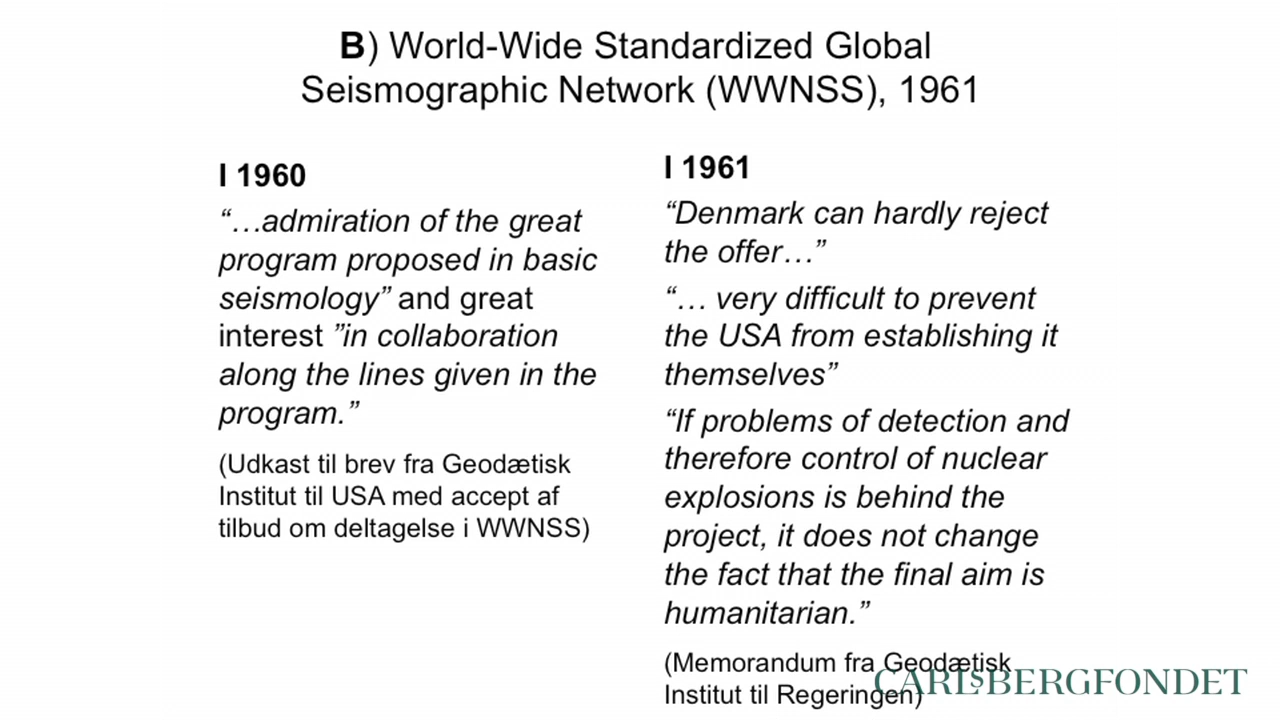 B) World-Wide Standardized Global
Seismographic Network (WWNSS), 1961
I 1960
“…admiration of the great
program proposed in basic
seismology” and great
interest ”in collaboration
along the lines given in the
program.”
(Udkast til brev fra Geodætisk
Institut til USA med accept af
tilbud om deltagelse i WWNSS)
I 1961
“Denmark can hardly reject
the offer…”
“… very difficult to prevent
the USA from establishing it
themselves”
“If problems of detection and
therefore control of nuclear
explosions is behind the
project, it does not change
the fact that the final aim is
humanitarian.”
(Memorandum fra Geodætisk
Institut til Regeringen)
CARLSBERGFONDET